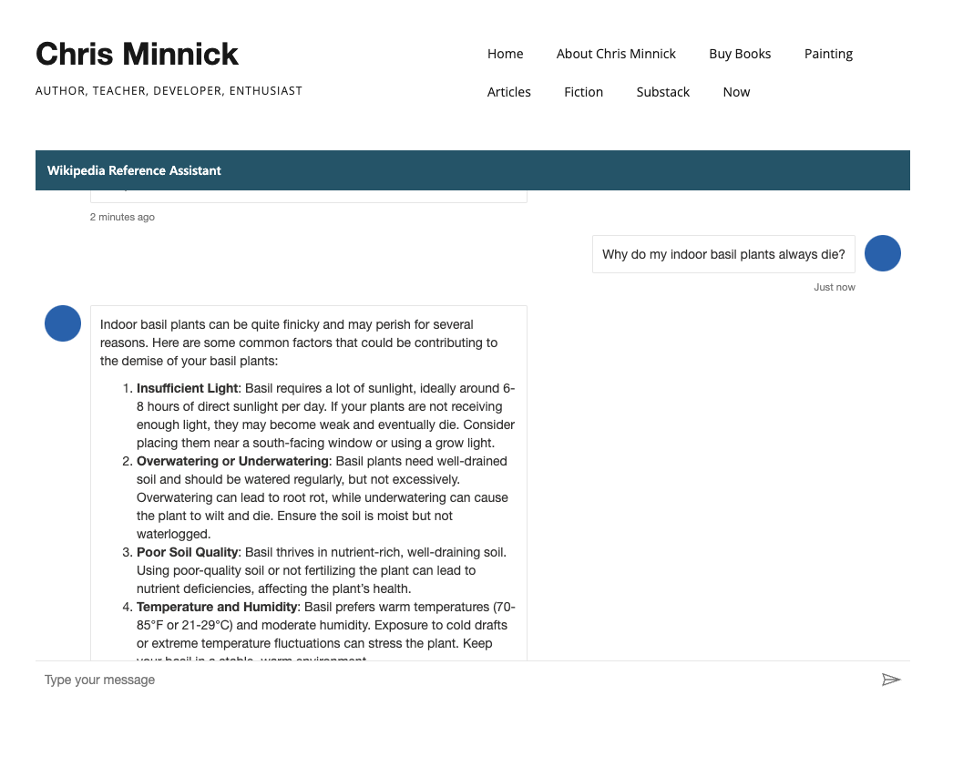 Chris Minnick
AUTHOR, TEACHER, DEVELOPER, ENTHUSIAST
Home About Chris Minnick Buy Books Painting
Articles Fiction Substack Now
Wikipedia Reference Assistant
2 minutes ago
Why do my indoor basil plants always die?
Just now
Indoor basil plants can be quite finicky and may perish for several
reasons. Here are some common factors that could be contributing to
the demise of your basil plants:
1. Insufficient Light: Basil requires a lot of sunlight, ideally around 6-
8 hours of direct sunlight per day. If your plants are not receiving
enough light, they may become weak and eventually die. Consider
placing them near a south-facing window or using a grow light.
2. Overwatering or Underwatering: Basil plants need well-drained
soil and should be watered regularly, but not excessively.
Overwatering can lead to root rot, while underwatering can cause
the plant to wilt and die. Ensure the soil is moist but not
waterlogged.
3. Poor Soil Quality: Basil thrives in nutrient-rich, well-draining soil.
Using poor-quality soil or not fertilizing the plant can lead to
nutrient deficiencies, affecting the plant's health.
4. Temperature and Humidity: Basil prefers warm temperatures (70-
85°F or 21-29°C) and moderate humidity. Exposure to cold drafts
or extreme temperature fluctuations can stress the plant. Keep
your basil in a stable, warm environment.
Type your message